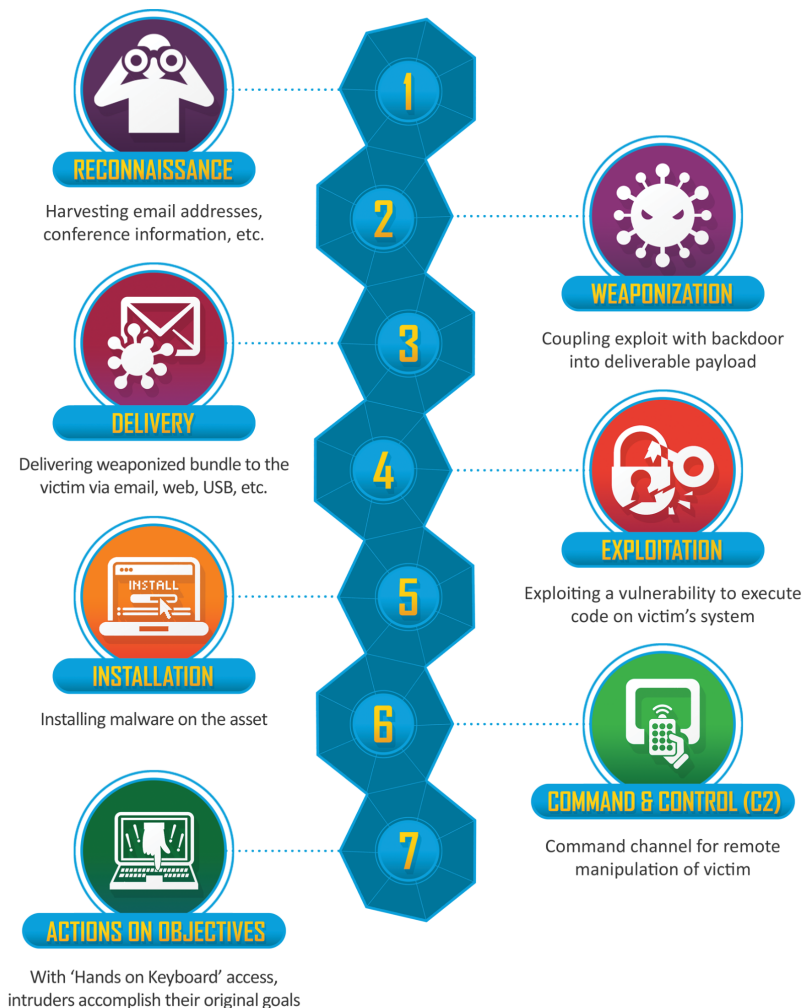 1
RECONNAISSANCE
Harvesting email addresses,
conference information, etc.
2
WEAPONIZATION
Coupling exploit with backdoor
into deliverable payload
3
DELIVERY
Delivering weaponized bundle to the
victim via email, web, USB, etc.
4
EXPLOITATION
Exploiting a vulnerability to execute
code on victim’s system
5
INSTALL
INSTALLATION
Installing malware on the asset
6
COMMAND & CONTROL (C2)
Command channel for remote
manipulation of victim
7
ACTIONS ON OBJECTIVES
With ‘Hands on Keyboard’ access,
intruders accomplish their original goals